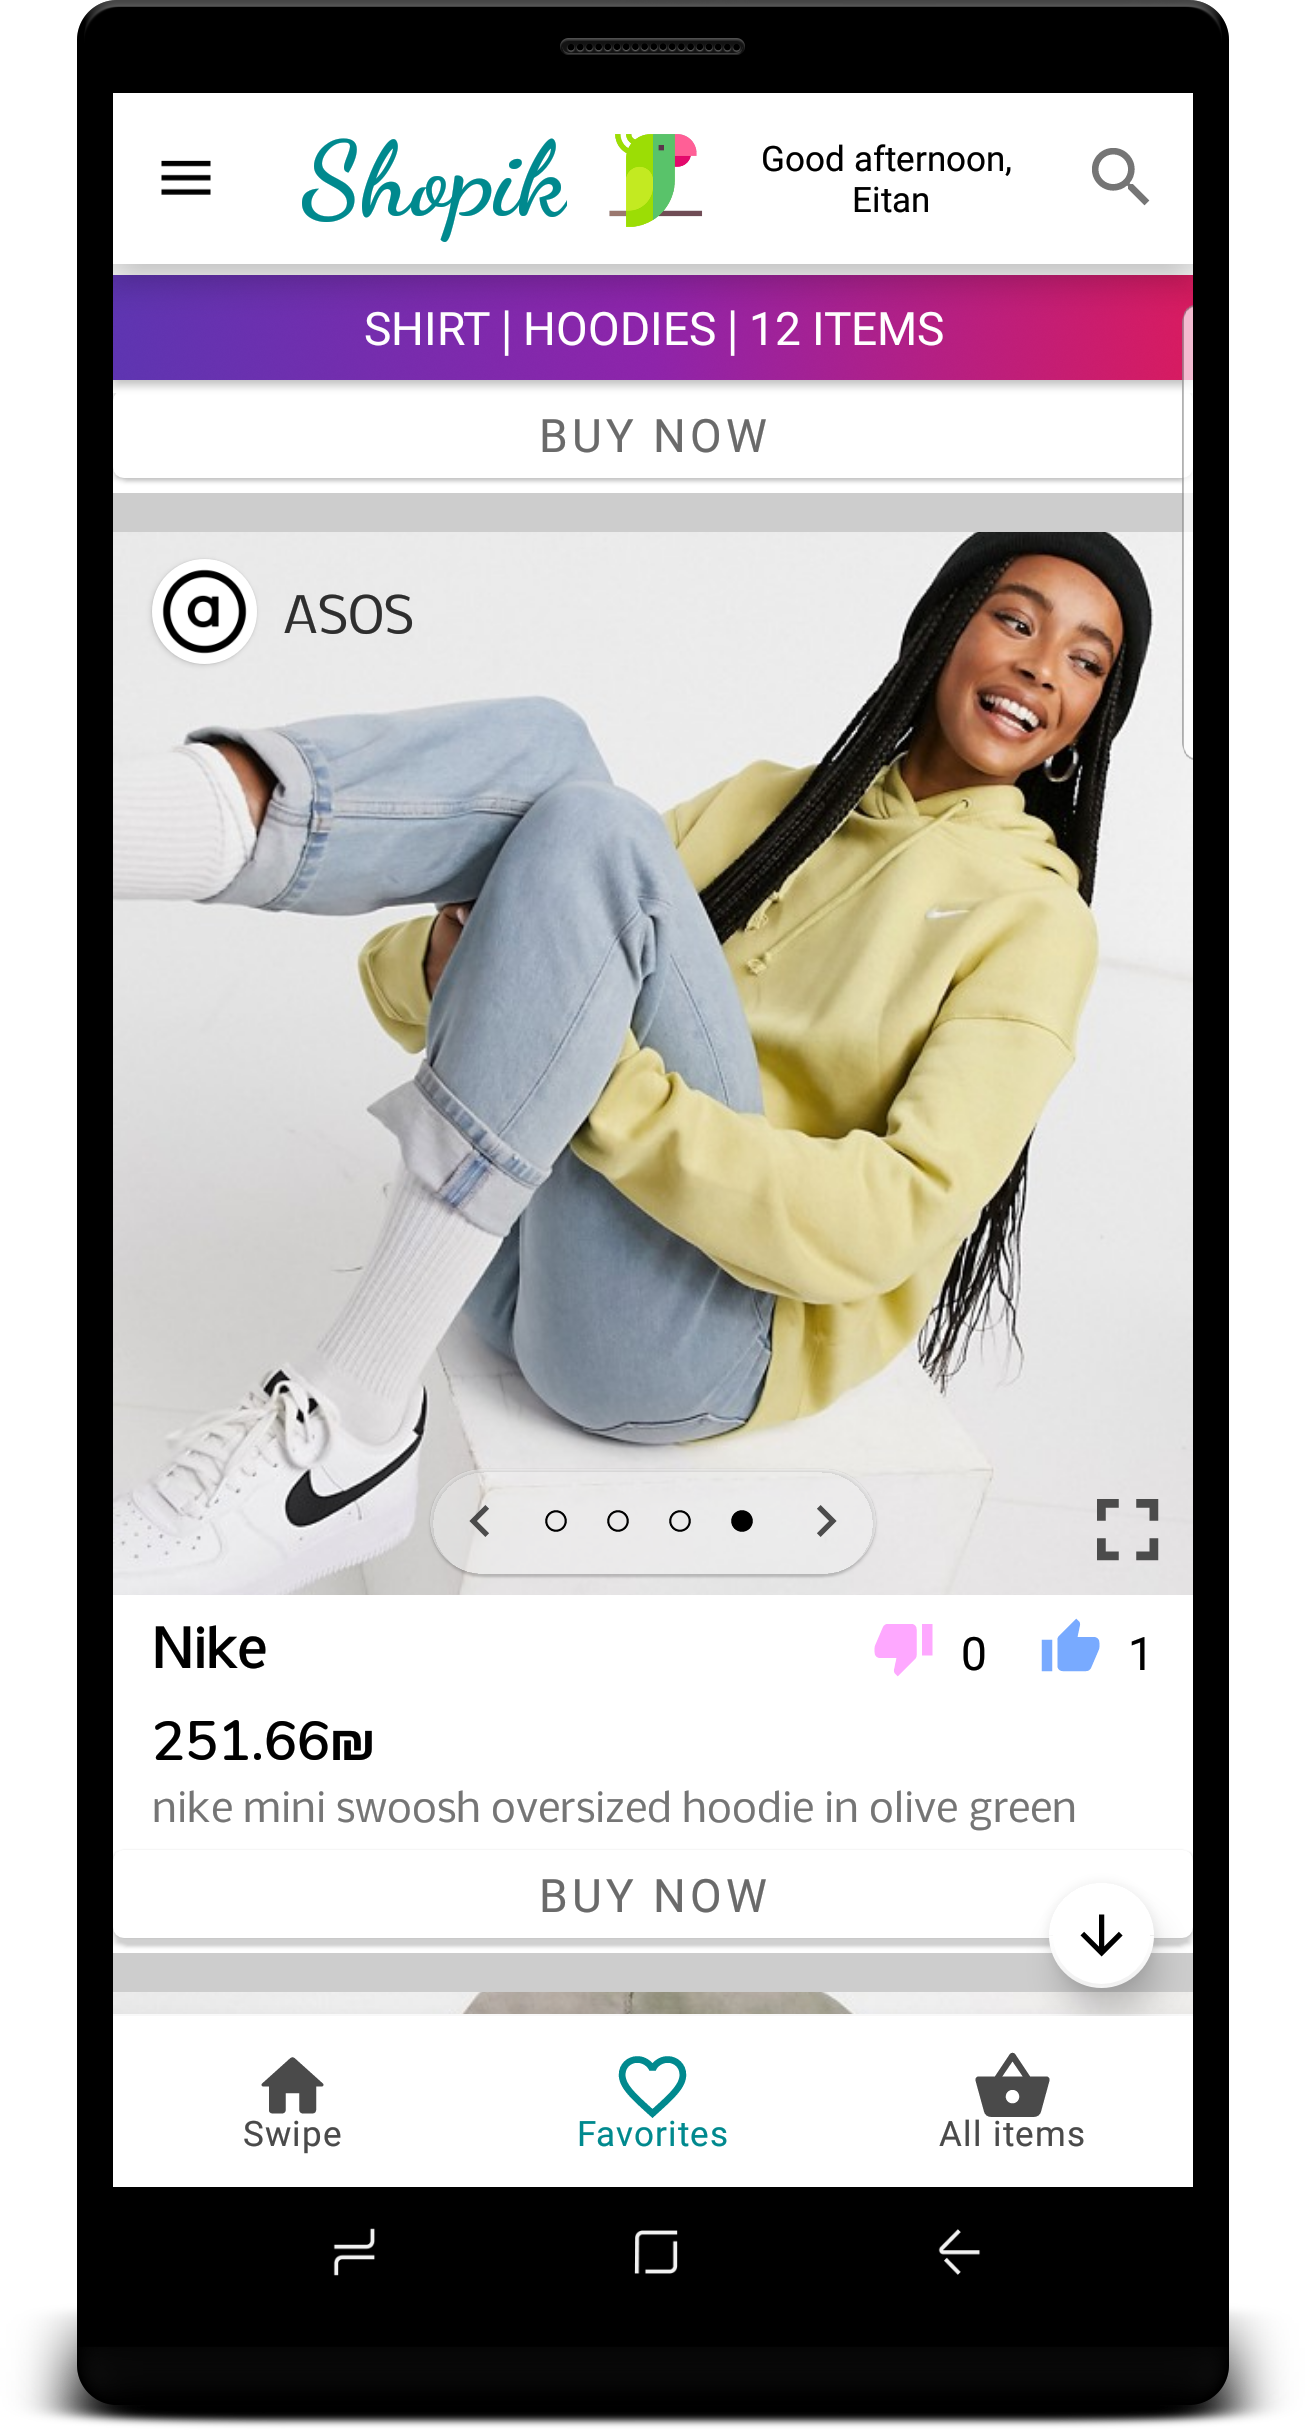 Shopik
Good afternoon,
Eitan
SHIRT | HOODIES | 12 ITEMS
BUY NOW
a ASOS
Nike
0
1
251.66₪
nike mini swoosh oversized hoodie in olive green
BUY NOW
Swipe
Favorites
All items